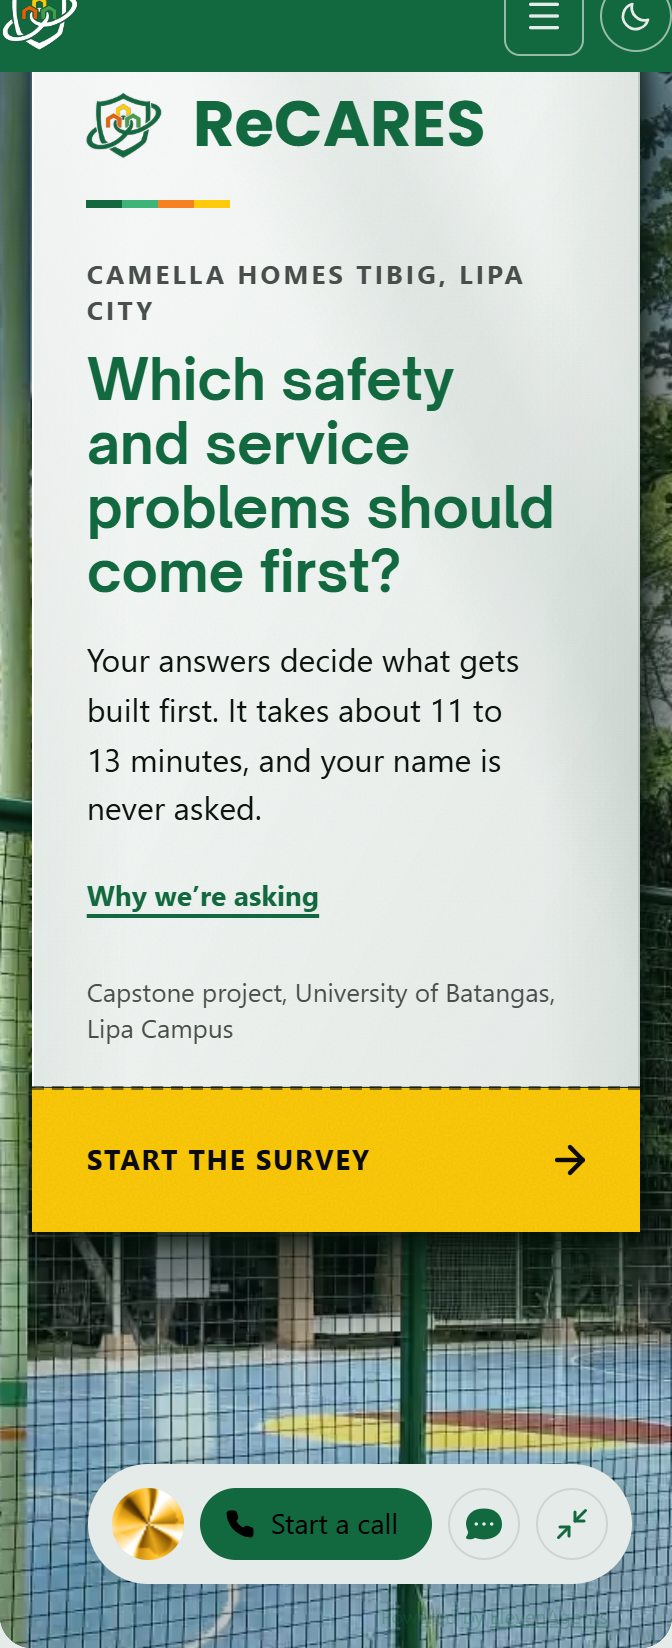 ReCARES
CAMELLA HOMES TIBIG, LIPA
CITY
Which safety
and service
problems should
come first?
Your answers decide what gets
built first. It takes about 11 to
13 minutes, and your name is
never asked.
Why we’re asking
Capstone project, University of Batangas,
Lipa Campus
START THE SURVEY
Start a call